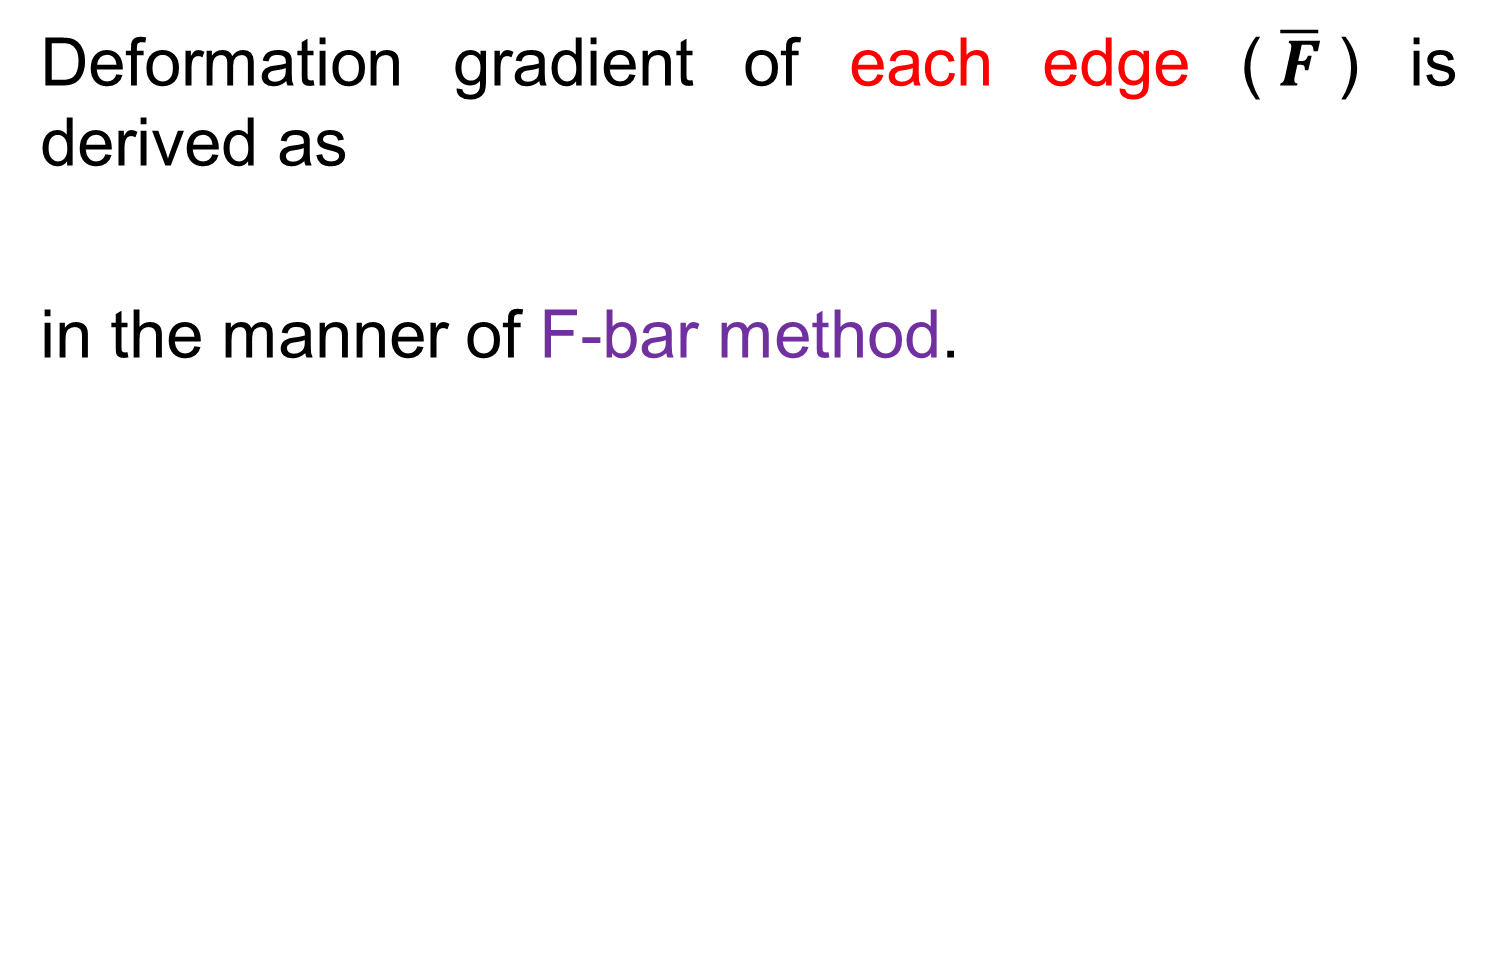 Deformation gradient of each edge ( 𝑭̅ ) is
derived as
in the manner of F-bar method.